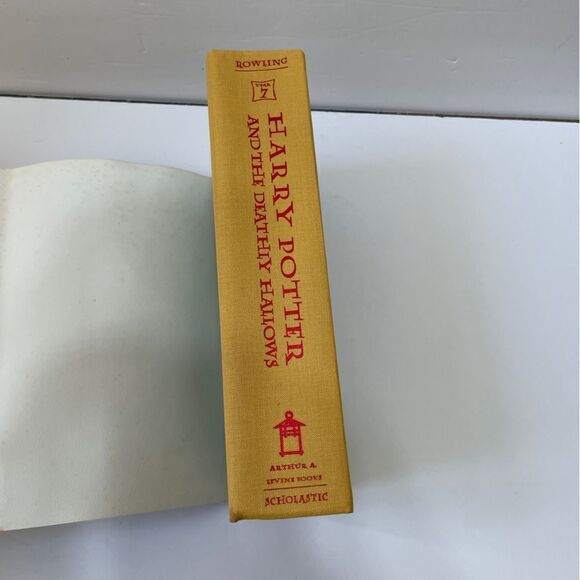 ROWLING
YEAR
7
HARRY POTTER
AND THE DEATHLY HALLOWS
ARTHUR A.
LEVINE BOOKS
SCHOLASTIC